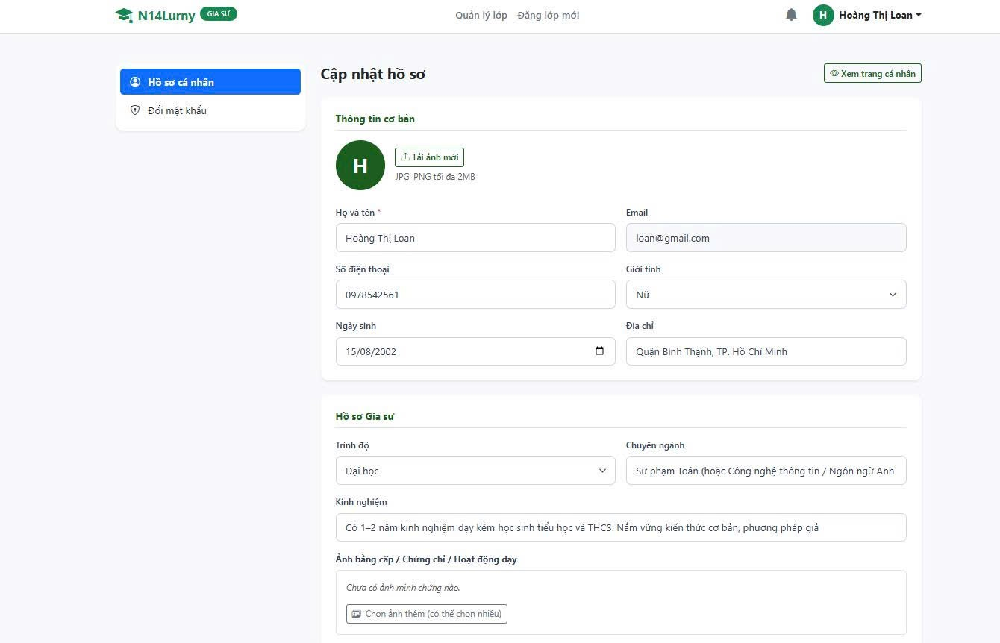 N14Lurny GIA SƯ Quản lý lớp Đăng lớp mới H Hoàng Thị Loan
Hồ sơ cá nhân
Đổi mật khẩu
Cập nhật hồ sơ Xem trang cá nhân
Thông tin cơ bản
H
Tải ảnh mới
JPG, PNG tối đa 2MB
Họ và tên * Email
Hoàng Thị Loan loan@gmail.com
Số điện thoại Giới tính
0978542561 Nữ
Ngày sinh Địa chỉ
15/08/2002 Quận Bình Thạnh, TP. Hồ Chí Minh
Hồ sơ Gia sư
Trình độ Chuyên ngành
Đại học Sư phạm Toán (hoặc Công nghệ thông tin / Ngôn ngữ Anh
Kinh nghiệm
Có 1–2 năm kinh nghiệm dạy kèm học sinh tiểu học và THCS. Nắm vững kiến thức cơ bản, phương pháp giả
Ảnh bằng cấp / Chứng chỉ / Hoạt động dạy
Chưa có ảnh minh chứng nào.
Chọn ảnh thêm (có thể chọn nhiều)